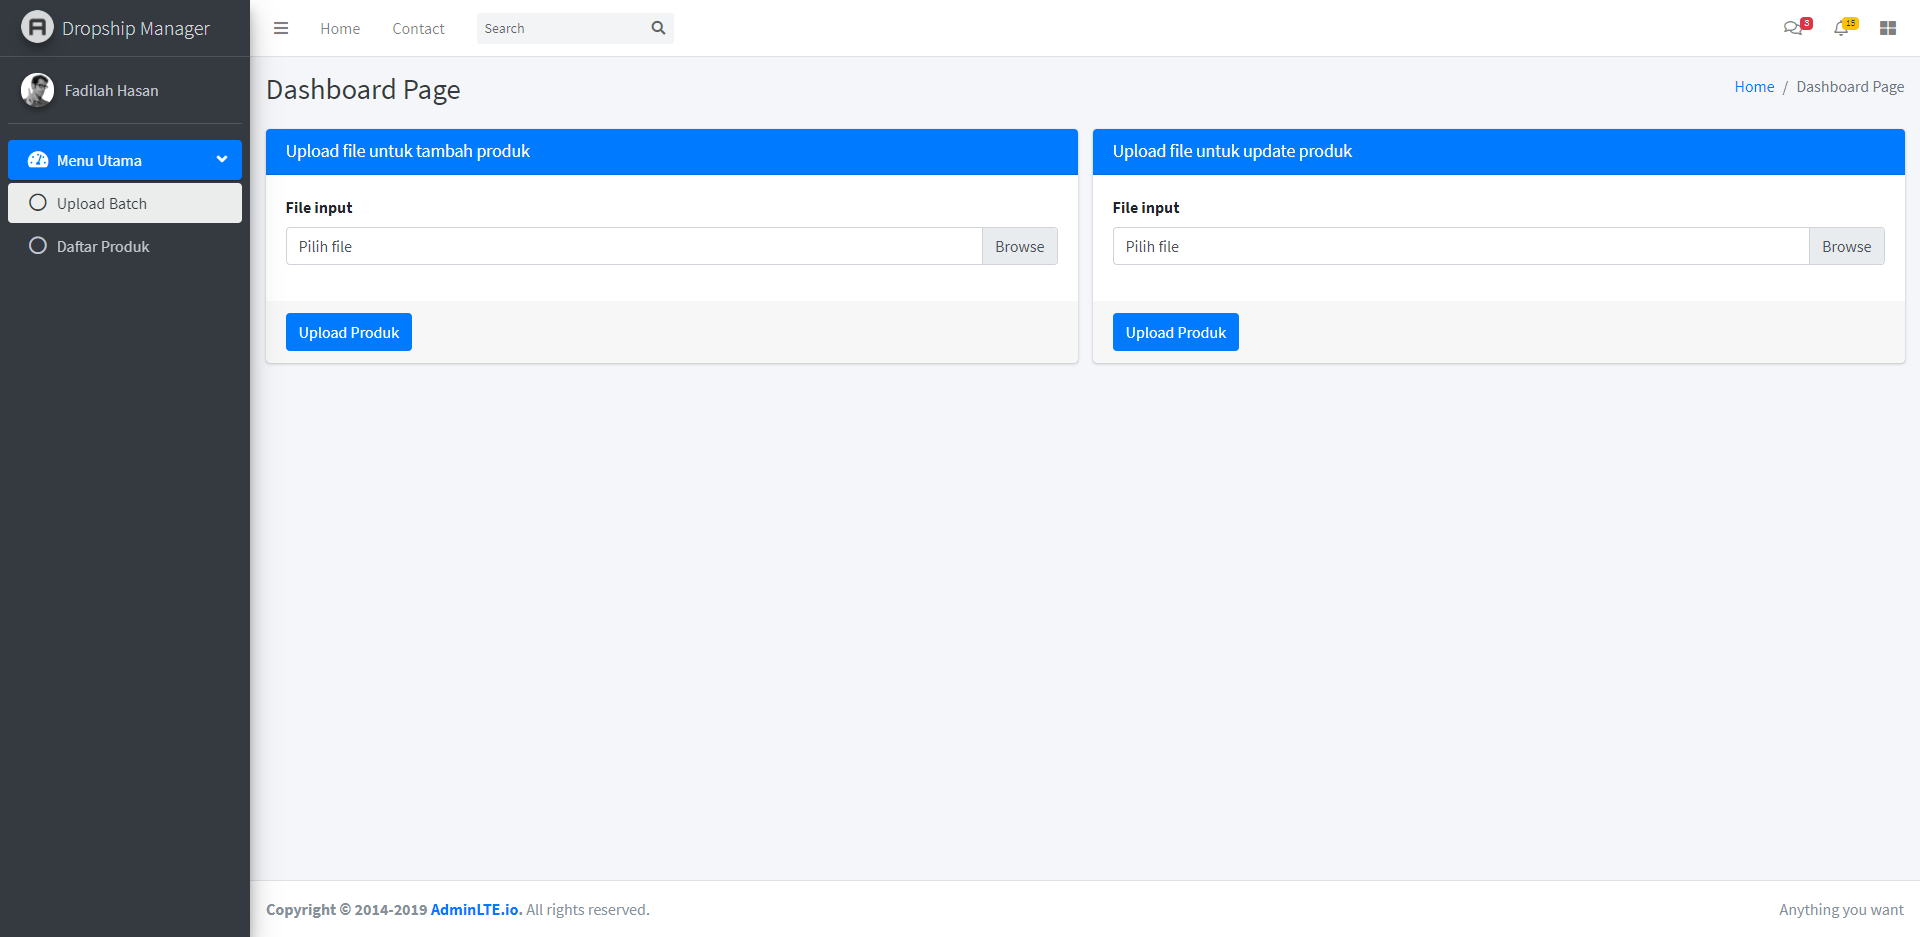 Dropship Manager
Home
Contact
Search
3
15
Fadilah Hasan
Menu Utama
Upload Batch
Daftar Produk
Dashboard Page
Home / Dashboard Page
Upload file untuk tambah produk
File input
Pilih file
Browse
Upload Produk
Upload file untuk update produk
File input
Pilih file
Browse
Upload Produk
Copyright © 2014-2019 AdminLTE.io. All rights reserved.
Anything you want